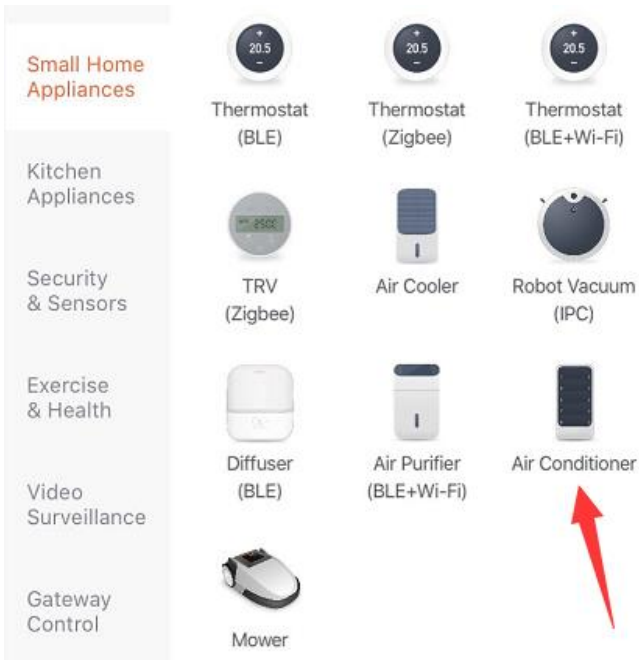 Small Home
Appliances
Kitchen
Appliances
Security
& Sensors
Exercise
& Health
Video
Surveillance
Gateway
Control
+
20.5
−
+
20.5
−
+
20.5
−
Thermostat
(BLE)
Thermostat
(Zigbee)
Thermostat
(BLE+Wi-Fi)
TRV
(Zigbee)
Air Cooler
Robot Vacuum
(IPC)
Diffuser
(BLE)
Air Purifier
(BLE+Wi-Fi)
Air Conditioner
Mower